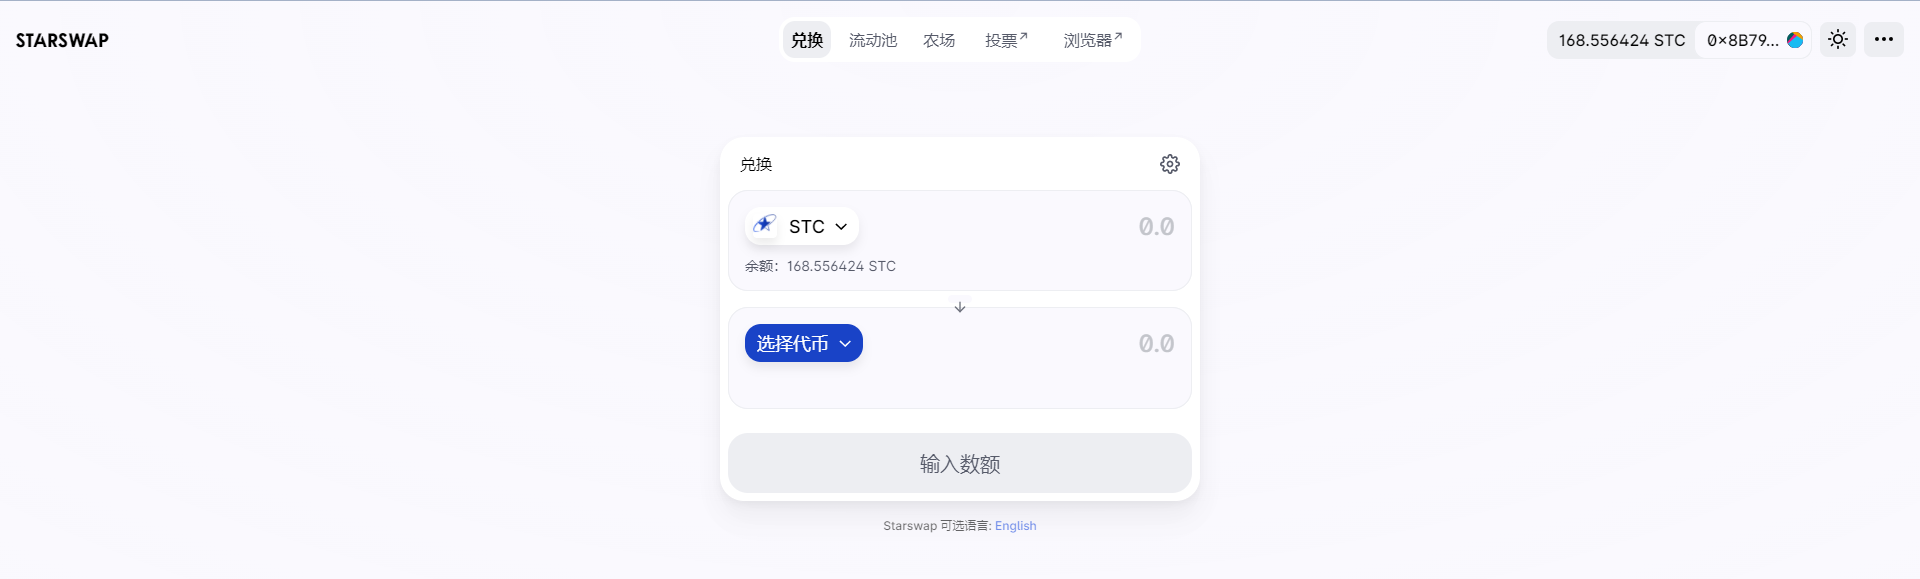 STARSWAP
兑换 流动池 农场 投票↗ 浏览器↗
168.556424 STC 0x8B79...
兑换
STC 0.0
余额：168.556424 STC
选择代币 0.0
输入数额
Starswap 可选语言: English